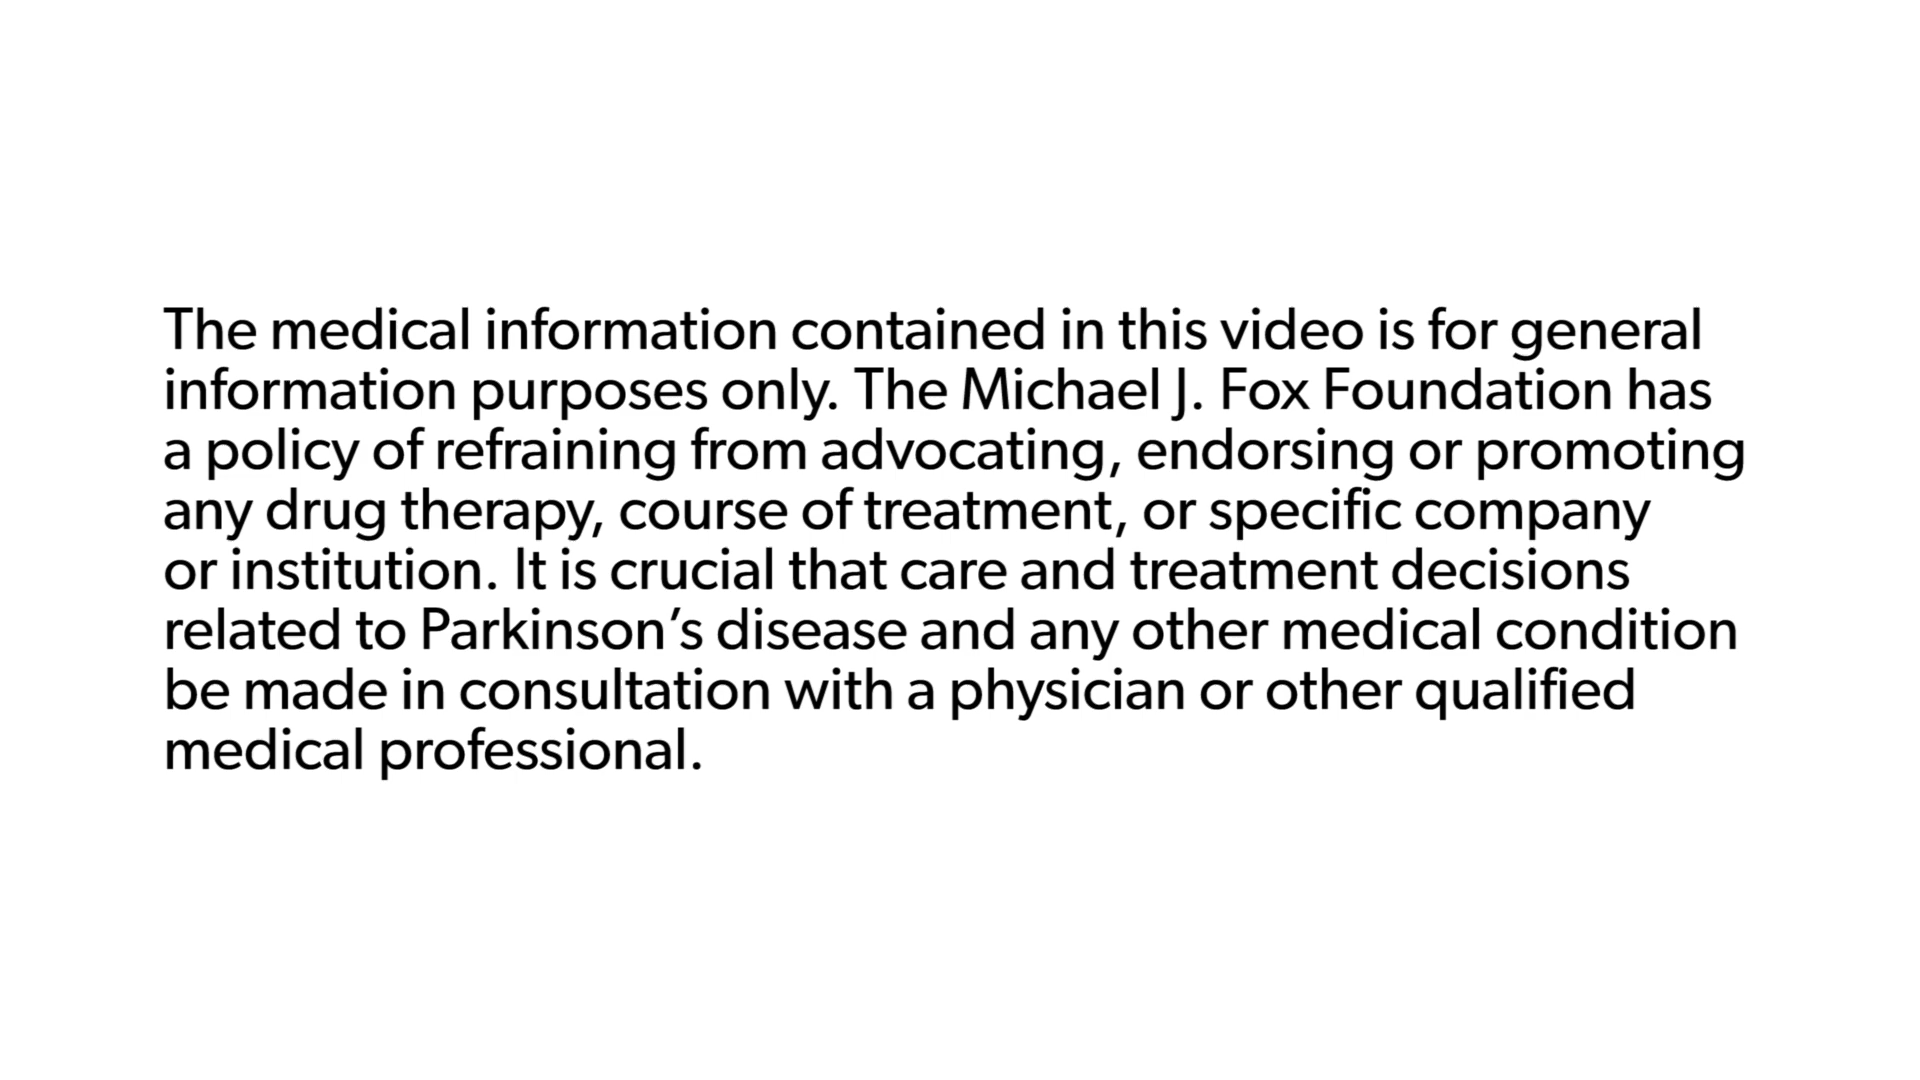 The medical information contained in this video is for general
information purposes only. The Michael J. Fox Foundation has
a policy of refraining from advocating, endorsing or promoting
any drug therapy, course of treatment, or specific company
or institution. It is crucial that care and treatment decisions
related to Parkinson’s disease and any other medical condition
be made in consultation with a physician or other qualified
medical professional.